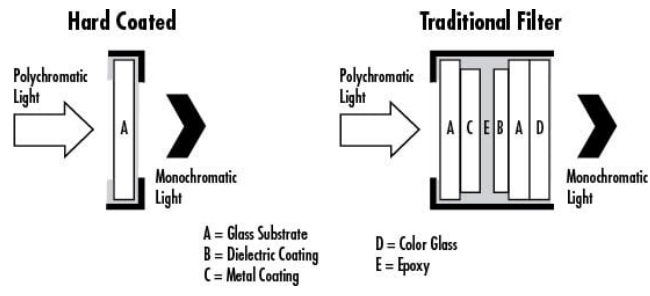 Hard Coated
Polychromatic
Light
A
Monochromatic
Light
Traditional Filter
Polychromatic
Light
A C E B A D
Monochromatic
Light
A = Glass Substrate
B = Dielectric Coating
C = Metal Coating
D = Color Glass
E = Epoxy